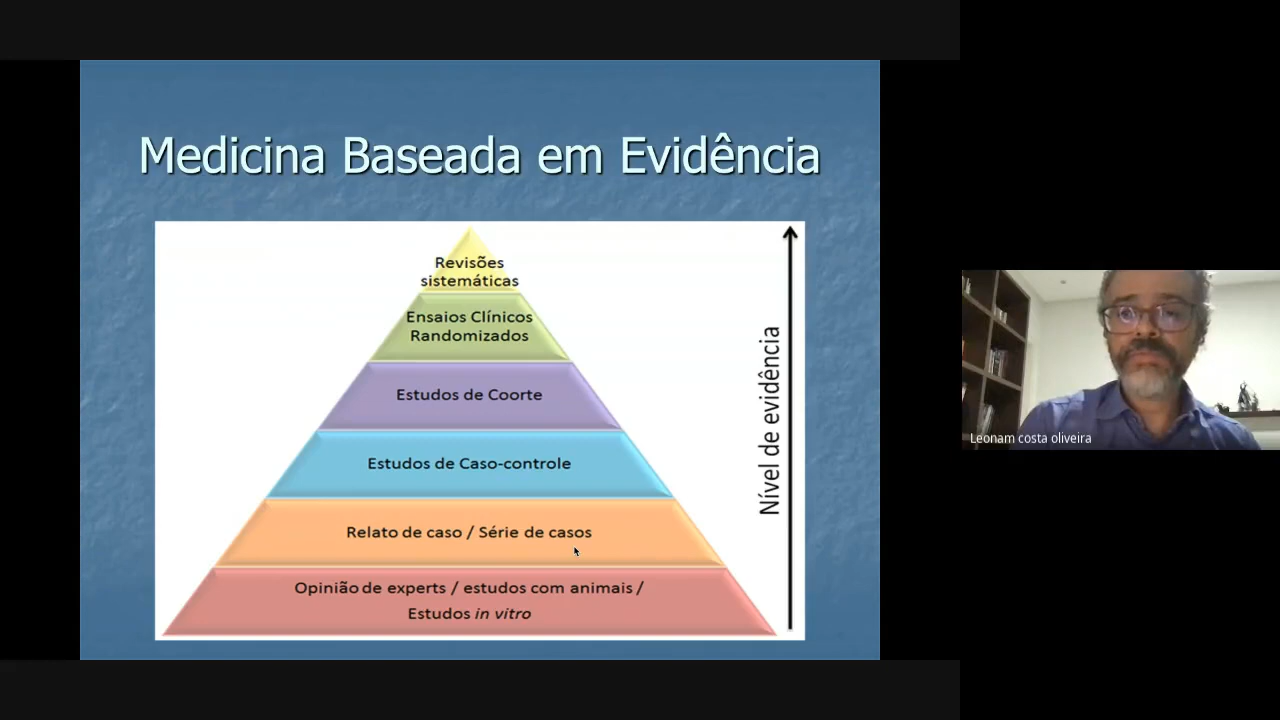 Medicina Baseada em Evidência
Revisões
sistemáticas
Ensaios Clínicos
Randomizados
Estudos de Coorte
Estudos de Caso-controle
Relato de caso / Série de casos
Opinião de experts / estudos com animais /
Estudos in vitro
Nível de evidência
Leonam costa oliveira